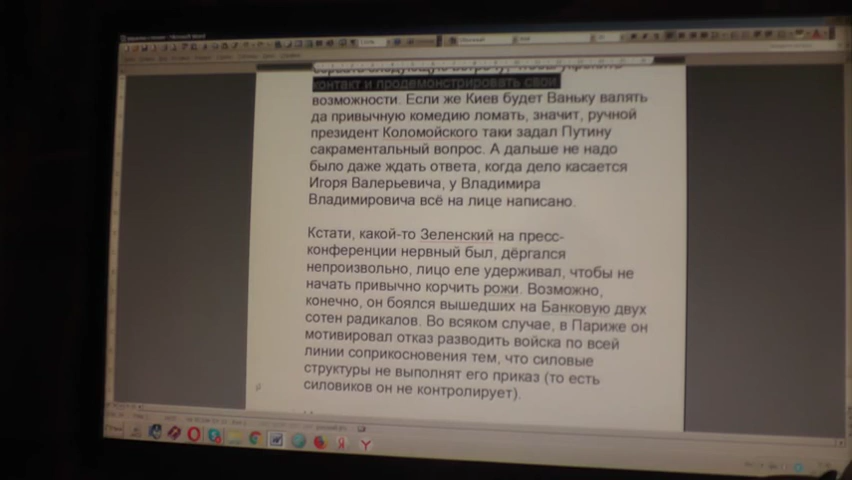 контакт и продемонстрировать свои
возможности. Если же Киев будет Ваньку валять
да привычную комедию ломать, значит, ручной
президент Коломойского таки задал Путину
сакраментальный вопрос. А дальше не надо
было даже ждать ответа, когда дело касается
Игоря Валерьевича, у Владимира
Владимировича всё на лице написано.
Кстати, какой-то Зеленский на пресс-
конференции нервный был, дёргался
непроизвольно, лицо еле удерживал, чтобы не
начать привычно корчить рожи. Возможно,
конечно, он боялся вышедших на Банковую двух
сотен радикалов. Во всяком случае, в Париже он
мотивировал отказ разводить войска по всей
линии соприкосновения тем, что силовые
структуры не выполнят его приказ (то есть
силовиков он не контролирует).